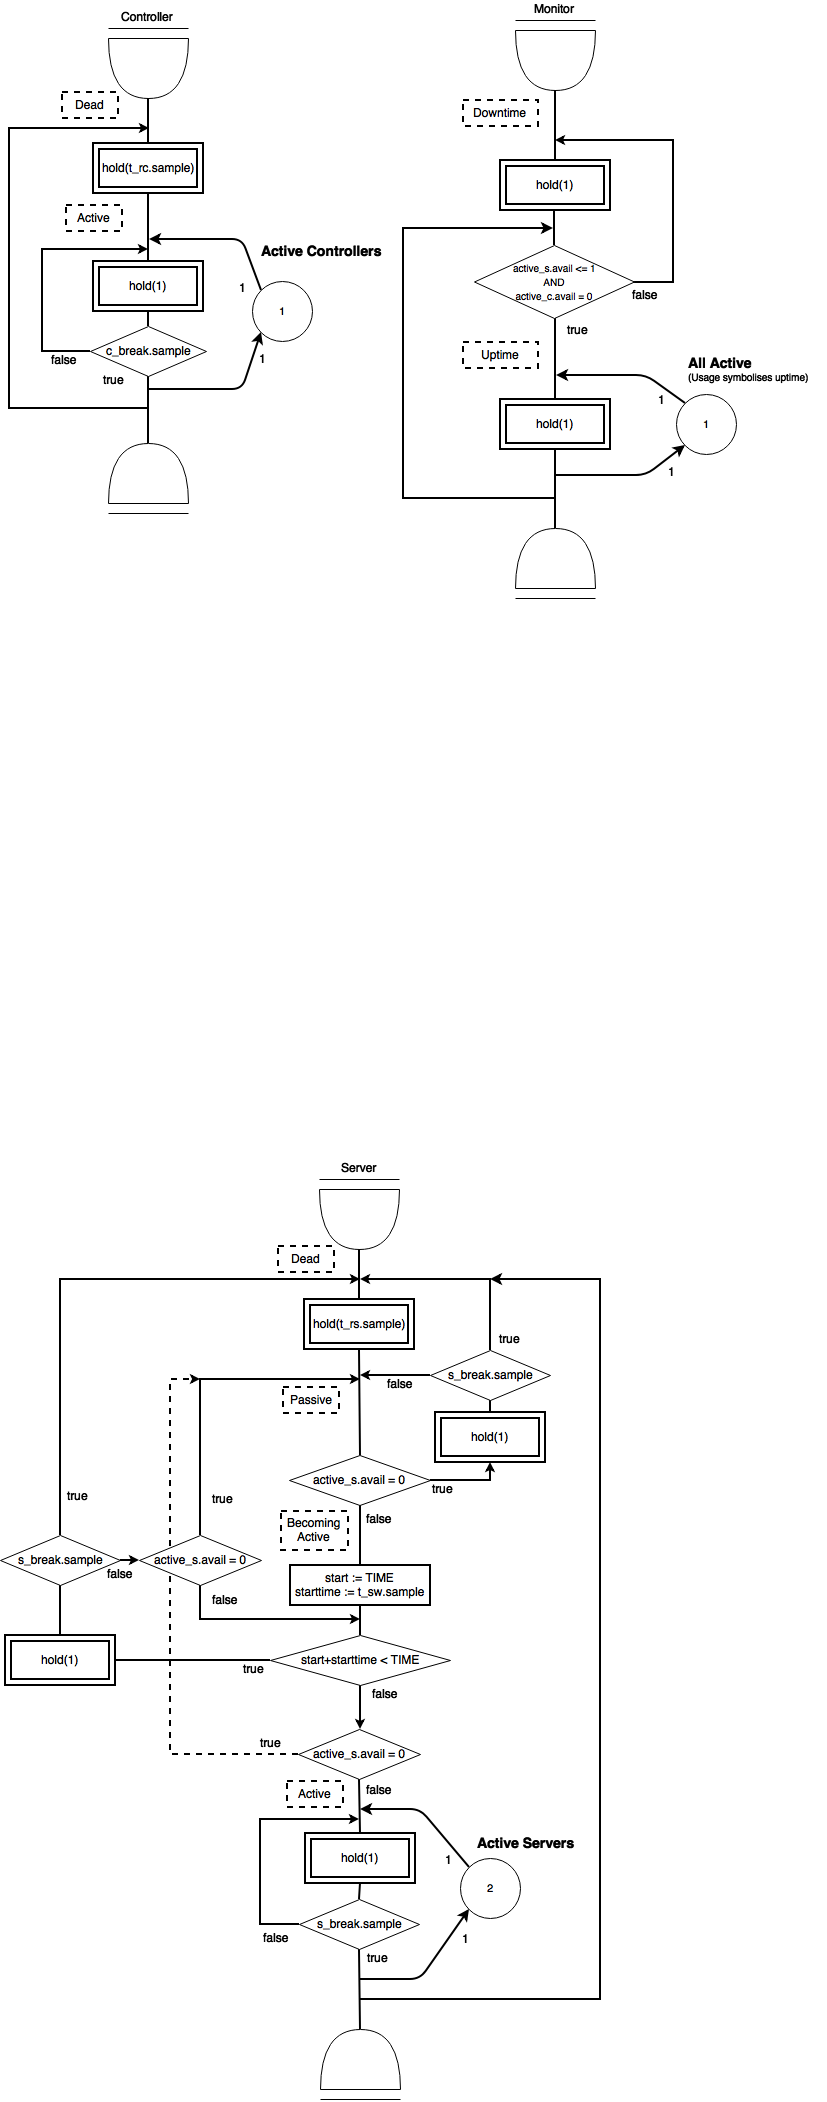 Controller
Dead
hold(t_rc.sample)
Active
Active Controllers
hold(1)
1
1
c_break.sample
false
1
true
Monitor
Downtime
hold(1)
active_s.avail <= 1
AND
active_c.avail = 0
false
true
Uptime
All Active
(Usage symbolises uptime)
1
hold(1)
1
1
Server
Dead
hold(t_rs.sample)
true
s_break.sample
false
Passive
hold(1)
active_s.avail = 0
true
true
true
false
Becoming
Active
s_break.sample
false
active_s.avail = 0
start := TIME
starttime := t_sw.sample
false
hold(1)
true
start+starttime < TIME
false
true
active_s.avail = 0
false
Active
Active Servers
hold(1)
1
2
s_break.sample
false
1
true